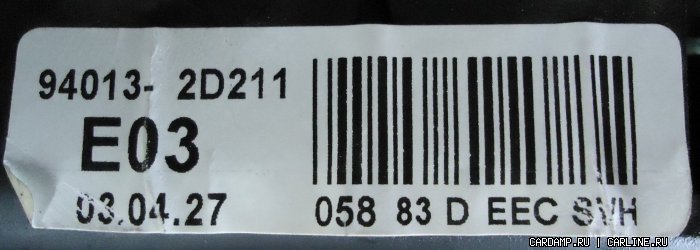 94013- 2D211
E03
03.04.27
058 83 D EEC SVH
CARDAMP.RU | CARLINE.RU